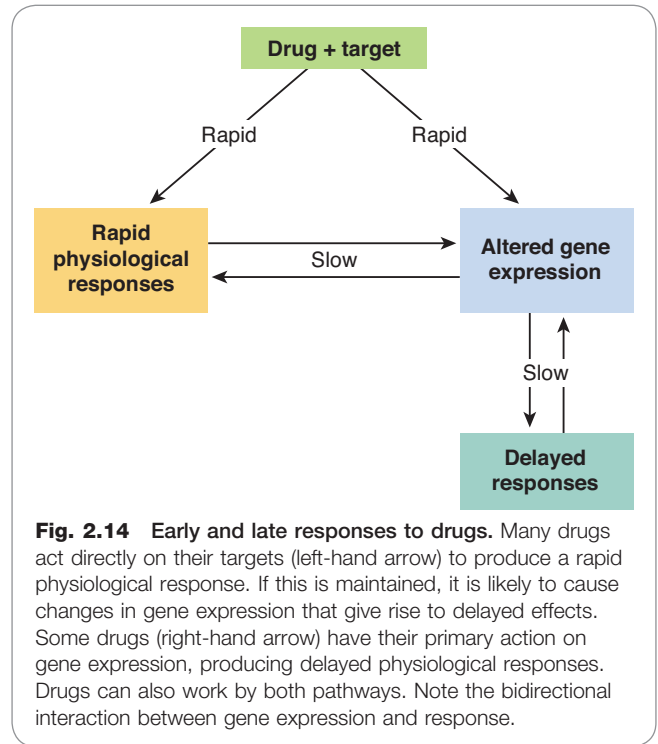 Drug + target
Rapid
Rapid
Rapid
physiological
responses
Slow
Altered gene
expression
Slow
Delayed
responses
Fig. 2.14 Early and late responses to drugs. Many drugs
act directly on their targets (left-hand arrow) to produce a rapid
physiological response. If this is maintained, it is likely to cause
changes in gene expression that give rise to delayed effects.
Some drugs (right-hand arrow) have their primary action on
gene expression, producing delayed physiological responses.
Drugs can also work by both pathways. Note the bidirectional
interaction between gene expression and response.